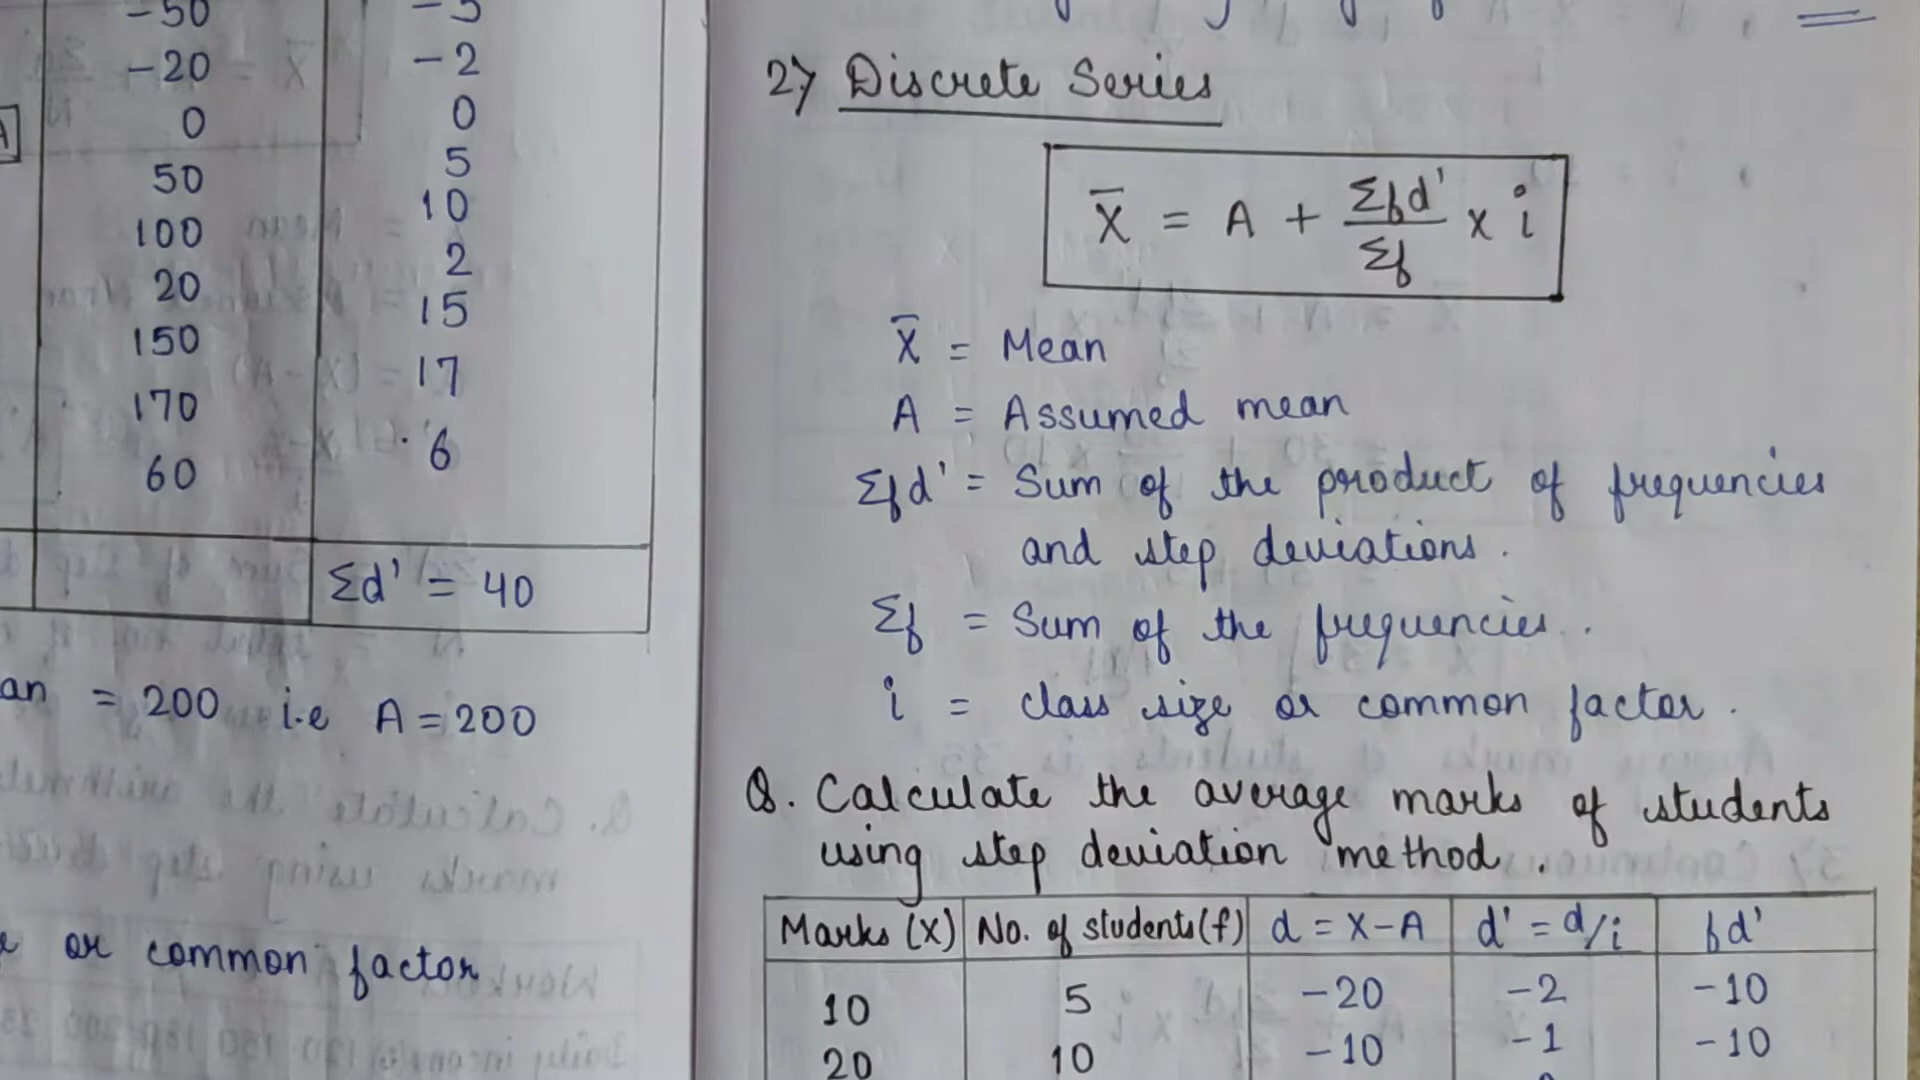 -50 -5
-20 -2
0 0
50 5
100 10
20 2
150 15
170 17
60 6
Σd' = 40
= 200 i.e A = 200
or common factor
2) Discrete Series
X̄ = A + Σfd'/Σf × i
X̄ = Mean
A = Assumed mean
Σfd' = Sum of the product of frequencies
and step deviations.
Σf = Sum of the frequencies.
i = class size or common factor.
Q. Calculate the average marks of students
using step deviation method.
Marks (X) No. of students (f) d = X-A d' = d/i fd'
10 5 -20 -2 -10
20 10 -10 -1 -10